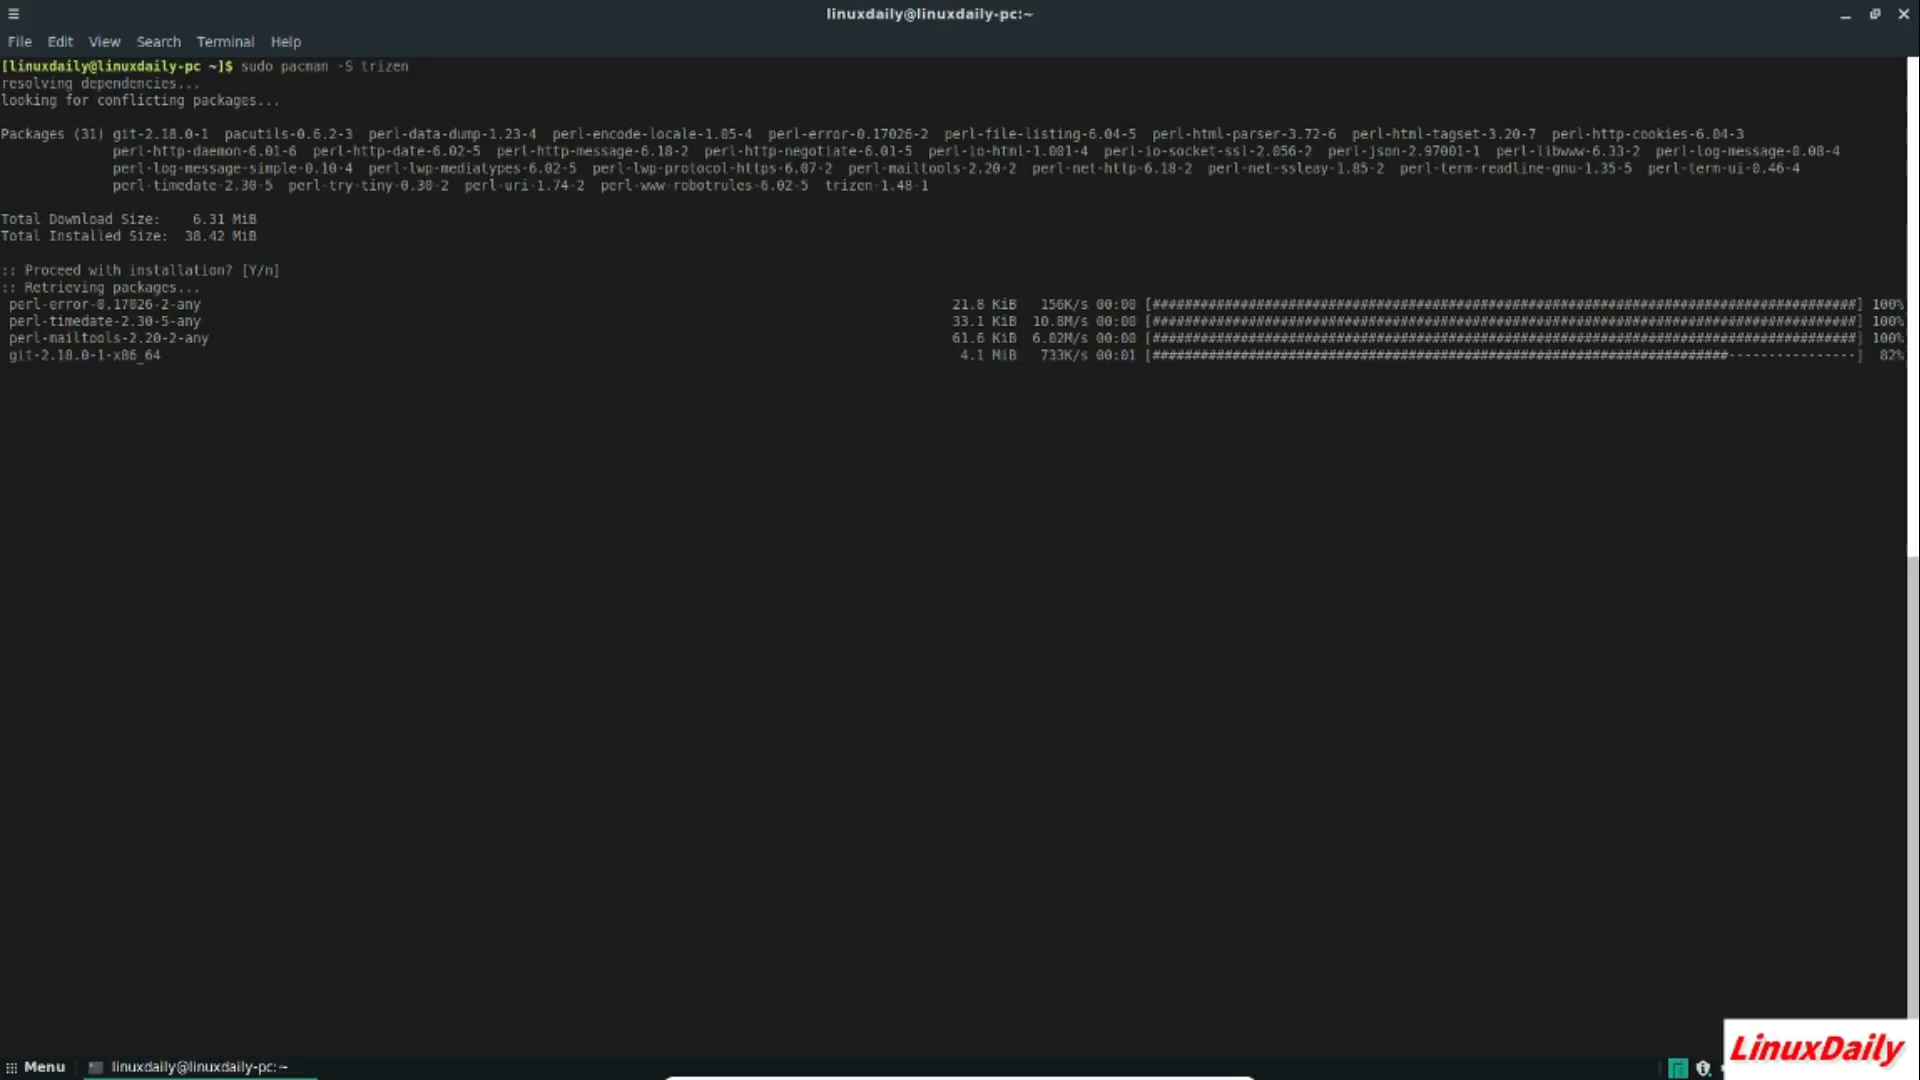 linuxdaily@linuxdaily-pc:~
File Edit View Search Terminal Help
[linuxdaily@linuxdaily-pc ~]$ sudo pacman -S trizen
resolving dependencies...
looking for conflicting packages...
Packages (31) git-2.18.0-1 pacutils-0.6.2-3 perl-data-dump-1.23-4 perl-encode-locale-1.05-4 perl-error-0.17026-2 perl-file-listing-6.04-5 perl-html-parser-3.72-6 perl-html-tagset-3.20-7 perl-http-cookies-6.04-3
perl-http-daemon-6.01-6 perl-http-date-6.02-5 perl-http-message-6.18-2 perl-http-negotiate-6.01-5 perl-io-html-1.001-4 perl-io-socket-ssl-2.056-2 perl-json-2.97001-1 perl-libwww-6.33-2 perl-log-message-0.08-4
perl-log-message-simple-0.10-4 perl-lwp-mediatypes-6.02-5 perl-lwp-protocol-https-6.07-2 perl-mailtools-2.20-2 perl-net-http-6.18-2 perl-net-ssleay-1.85-2 perl-term-readline-gnu-1.35-5 perl-term-ui-0.46-4
perl-timedate-2.30-5 perl-try-tiny-0.30-2 perl-uri-1.74-2 perl-www-robotrules-6.02-5 trizen-1.48-1
Total Download Size: 6.31 MiB
Total Installed Size: 38.42 MiB
:: Proceed with installation? [Y/n]
:: Retrieving packages...
perl-error-0.17026-2-any 21.8 KiB 156K/s 00:00 [########################################################################################] 100%
perl-timedate-2.30-5-any 33.1 KiB 10.8M/s 00:00 [########################################################################################] 100%
perl-mailtools-2.20-2-any 61.6 KiB 6.02M/s 00:00 [########################################################################################] 100%
git-2.18.0-1-x86_64 4.1 MiB 733K/s 00:01 [########################################################################----------------] 82%
Menu linuxdaily@linuxdaily-pc:~
LinuxDaily